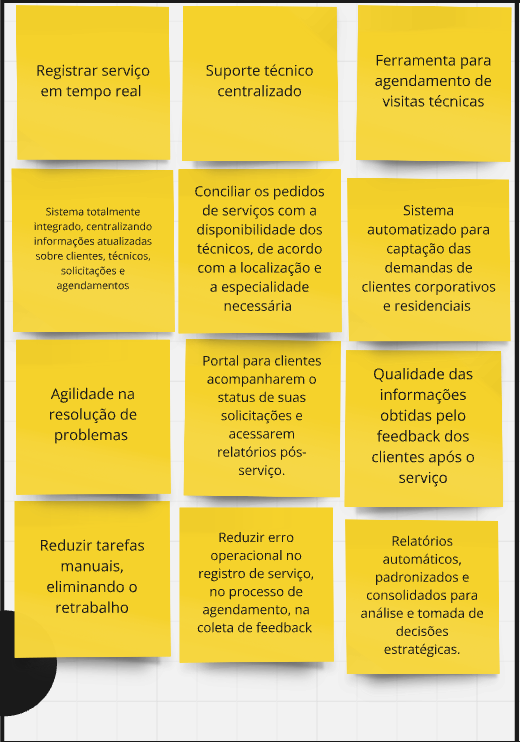 Registrar serviço
em tempo real
Suporte técnico
centralizado
Ferramenta para
agendamento de
visitas técnicas
Sistema totalmente
integrado, centralizando
informações atualizadas
sobre clientes, técnicos,
solicitações e
agendamentos
Conciliar os pedidos
de serviços com a
disponibilidade dos
técnicos, de acordo
com a localização e
a especialidade
necessária
Sistema
automatizado para
captação das
demandas de
clientes corporativos
e residenciais
Agilidade na
resolução de
problemas
Portal para clientes
acompanharem o
status de suas
solicitações e
acessarem
relatórios pós-
serviço.
Qualidade das
informações
obtidas pelo
feedback dos
clientes após o
serviço
Reduzir tarefas
manuais,
eliminando o
retrabalho
Reduzir erro
operacional no
registro de serviço,
no processo de
agendamento, na
coleta de feedback
Relatórios
automáticos,
padronizados e
consolidados para
análise e tomada de
decisões
estratégicas.